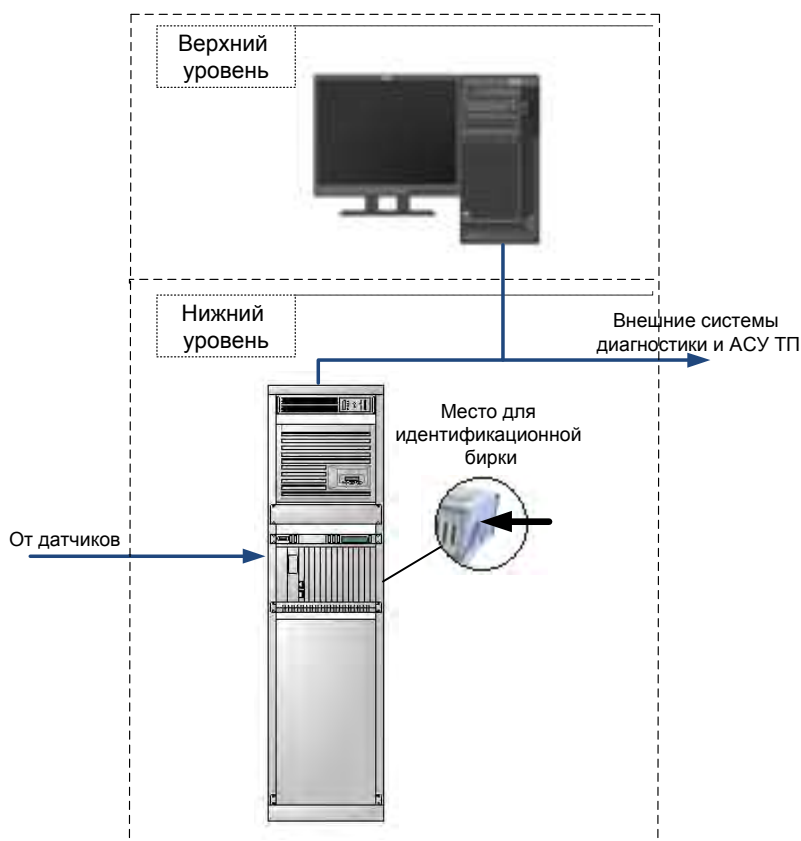 Верхний
уровень
Нижний
уровень
Внешние системы
диагностики и АСУ ТП
Место для
идентификационной
бирки
От датчиков